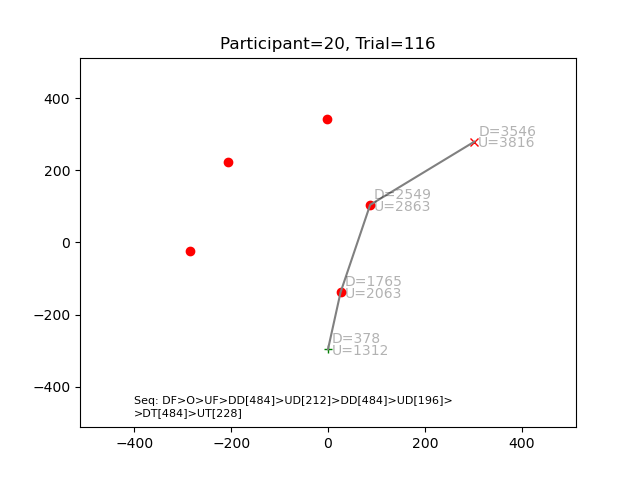 Participant=20, Trial=116
400
200
0
−200
−400
D=3546
U=3816
D=2549
U=2863
D=1765
U=2063
D=378
U=1312
Seq: DF>O>UF>DD[484]>UD[212]>DD[484]>UD[196]>
>DT[484]>UT[228]
−400 −200 0 200 400